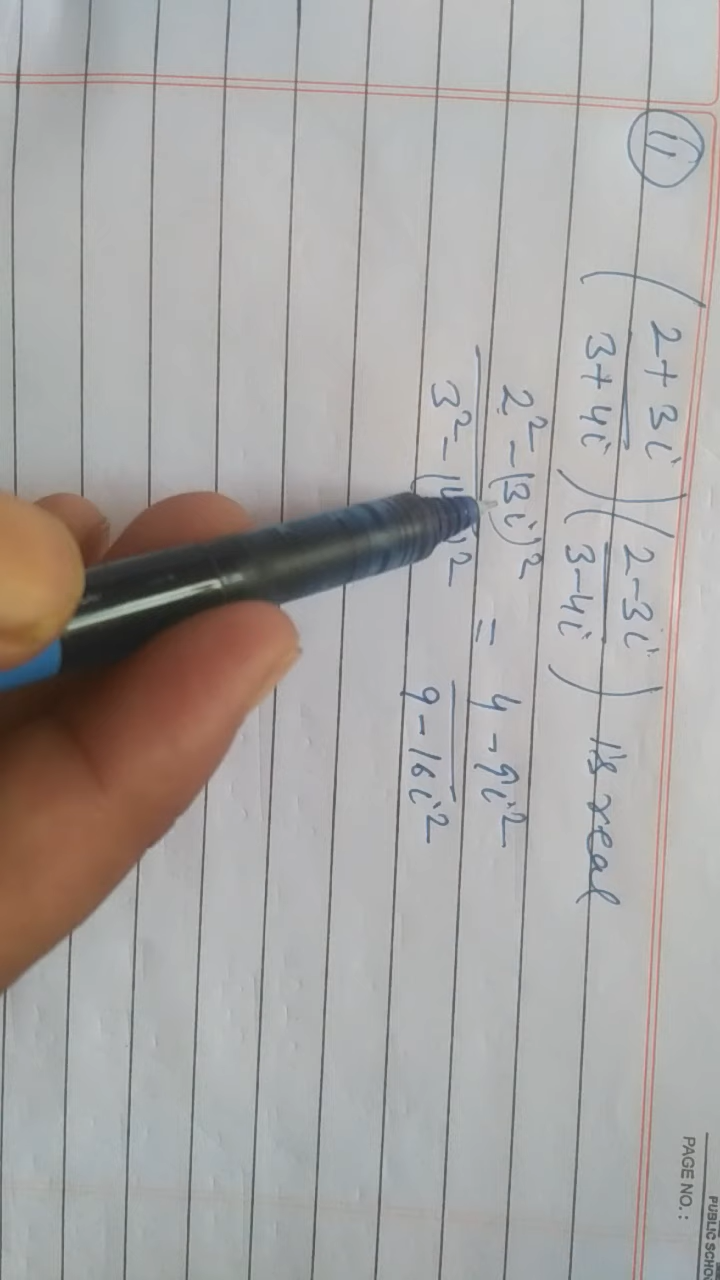 PUBLIC SCHO
PAGE NO. :
(ii) (2+3i/3+4i)(2-3i/3-4i) is real
2²-(3i)²/3²-(4i)² = 4-9i²/9-16i²